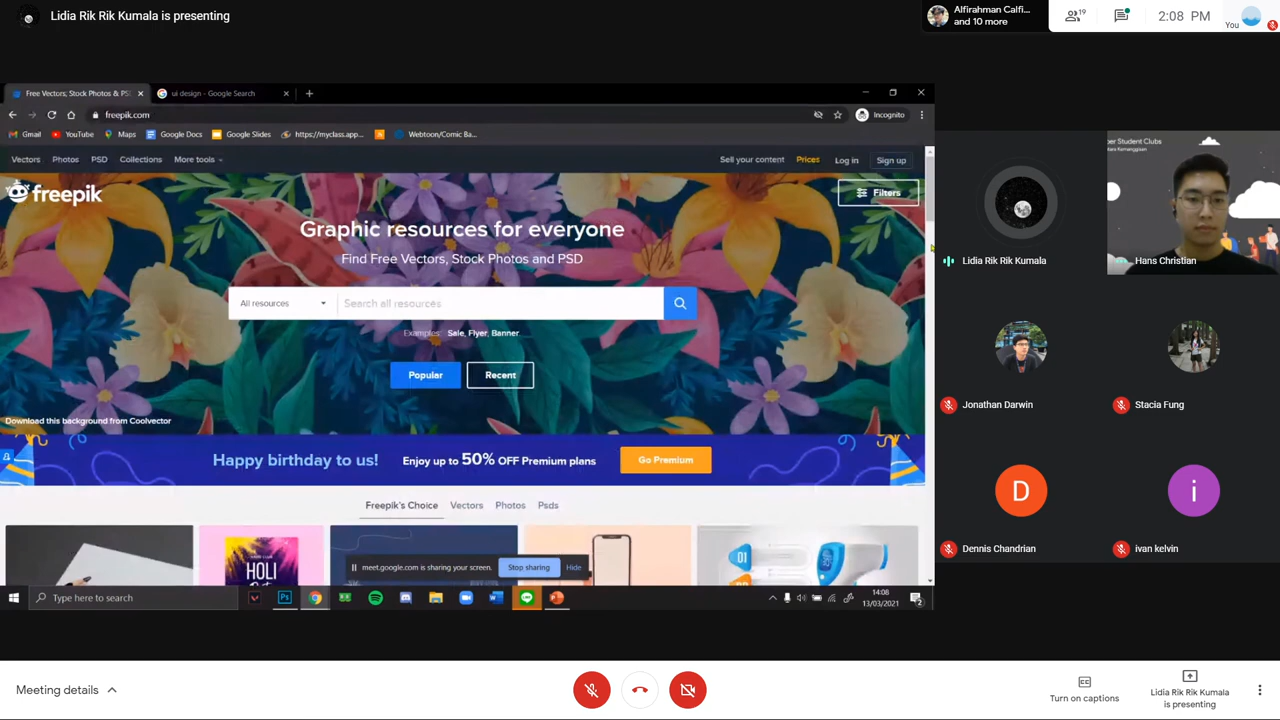 Lidia Rik Rik Kumala is presenting
Alfirahman Calfi...
and 10 more
19
2:08 PM
You
Free Vectors, Stock Photos & PS
ui design - Google Search
freepik.com
Incognito
Gmail
YouTube
Maps
Google Docs
Google Slides
https://myclass.app...
Webtoon/Comic Ba...
Vectors
Photos
PSD
Collections
More tools
Sell your content
Prices
Log in
Sign up
freepik
Filters
Graphic resources for everyone
Find Free Vectors, Stock Photos and PSD
All resources
Search all resources
Examples: Sale, Flyer, Banner.
Popular
Recent
Download this background from Coolvector
Happy birthday to us!
Enjoy up to 50% OFF Premium plans
Go Premium
Freepik's Choice
Vectors
Photos
Psds
HOLI
01
meet.google.com is sharing your screen.
Stop sharing
Hide
Type here to search
Ps
14:08
13/03/2021
2
Lidia Rik Rik Kumala
per Student Clubs
Hans Christian
Jonathan Darwin
Stacia Fung
D
Dennis Chandrian
i
ivan kelvin
Meeting details
Turn on captions
Lidia Rik Rik Kumala
is presenting